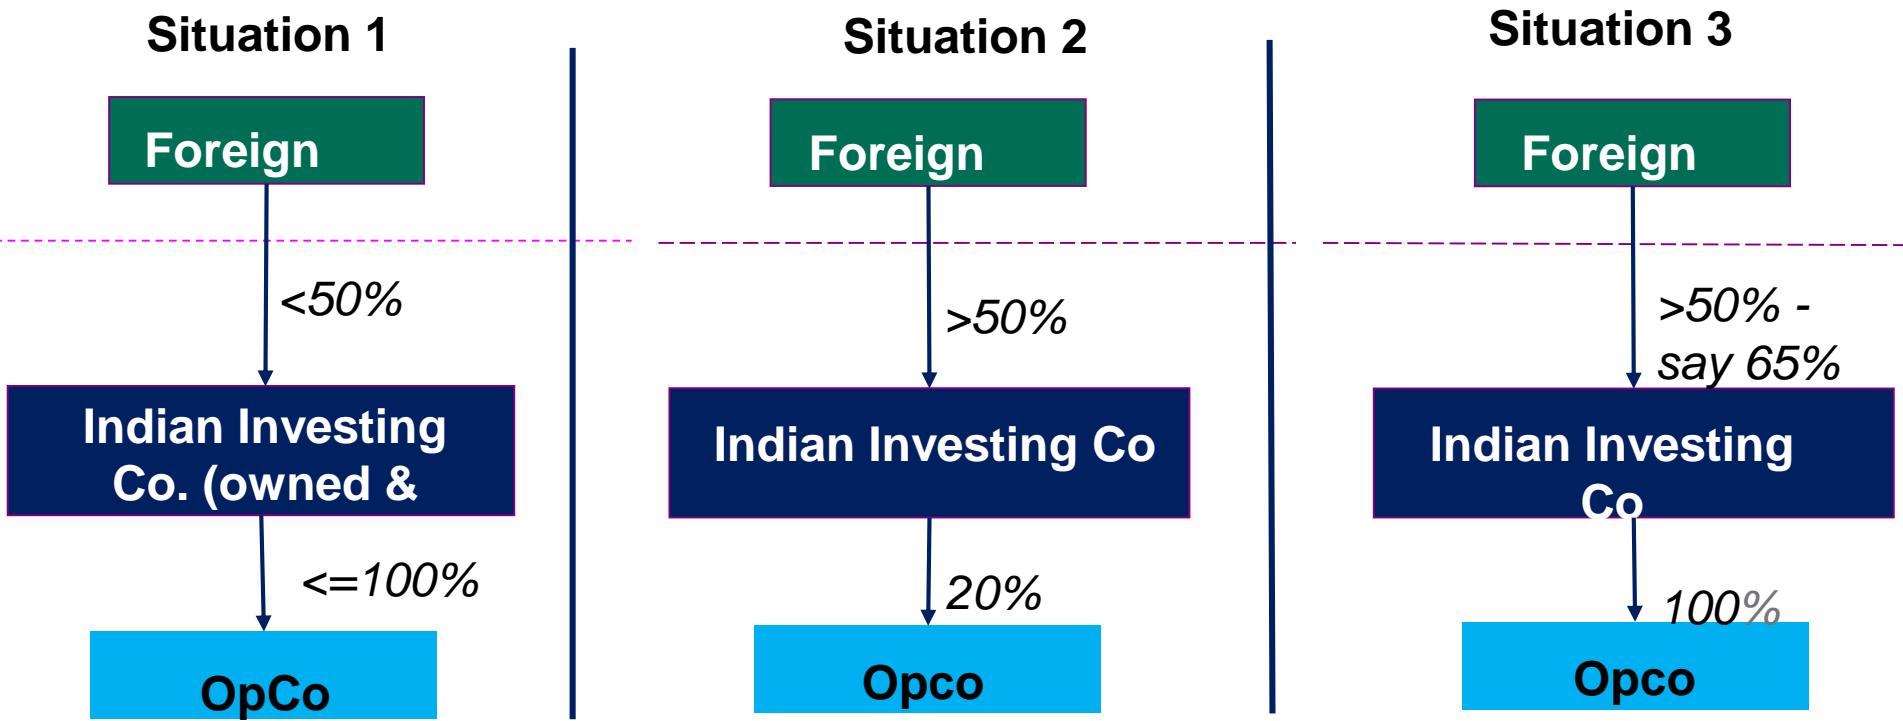 Situation 1
Foreign
<50%
Indian Investing
Co. (owned &
<=100%
OpCo
Situation 2
Foreign
>50%
Indian Investing Co
20%
Opco
Situation 3
Foreign
>50% -
say 65%
Indian Investing
Co
100%
Opco